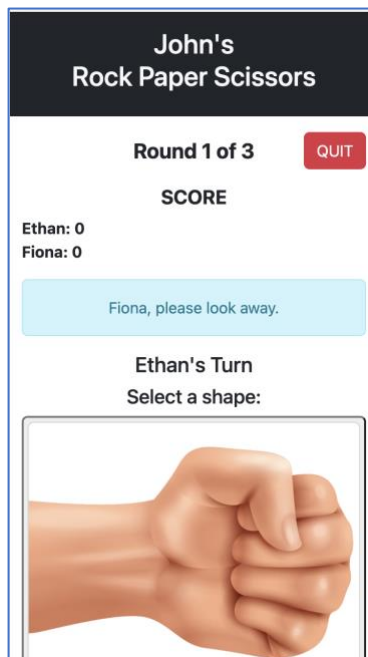 John's
Rock Paper Scissors
Round 1 of 3
QUIT
SCORE
Ethan: 0
Fiona: 0
Fiona, please look away.
Ethan's Turn
Select a shape: